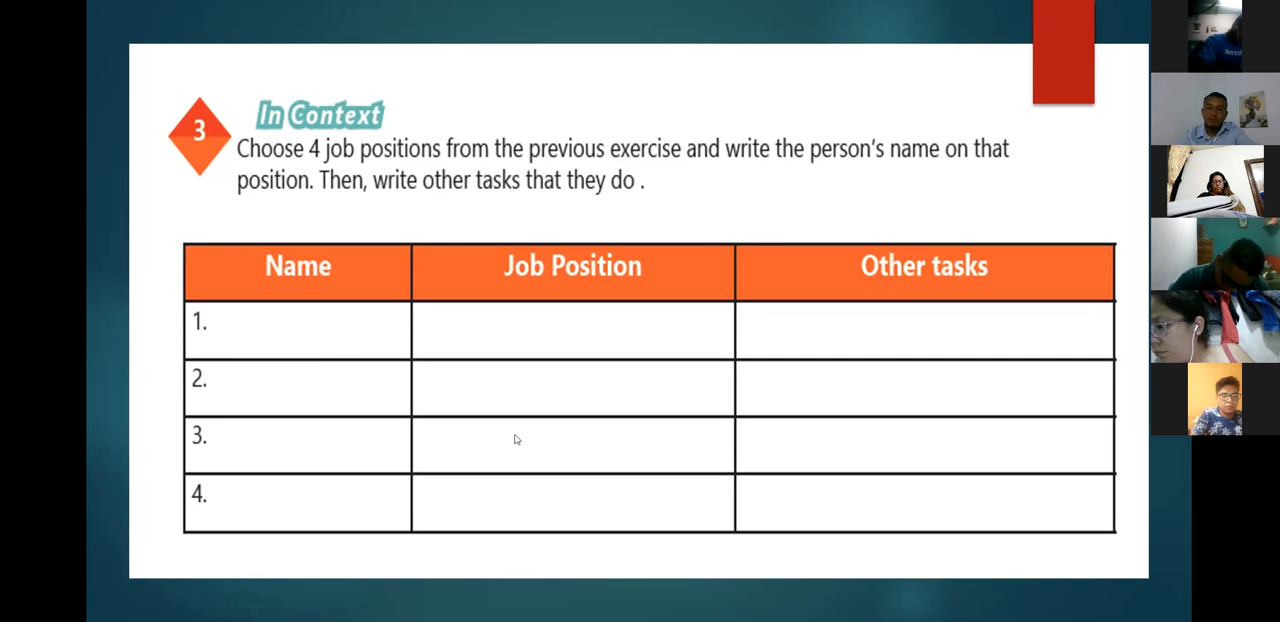 3
In Context
Choose 4 job positions from the previous exercise and write the person's name on that
position. Then, write other tasks that they do .
Name Job Position Other tasks
1.
2.
3.
4.